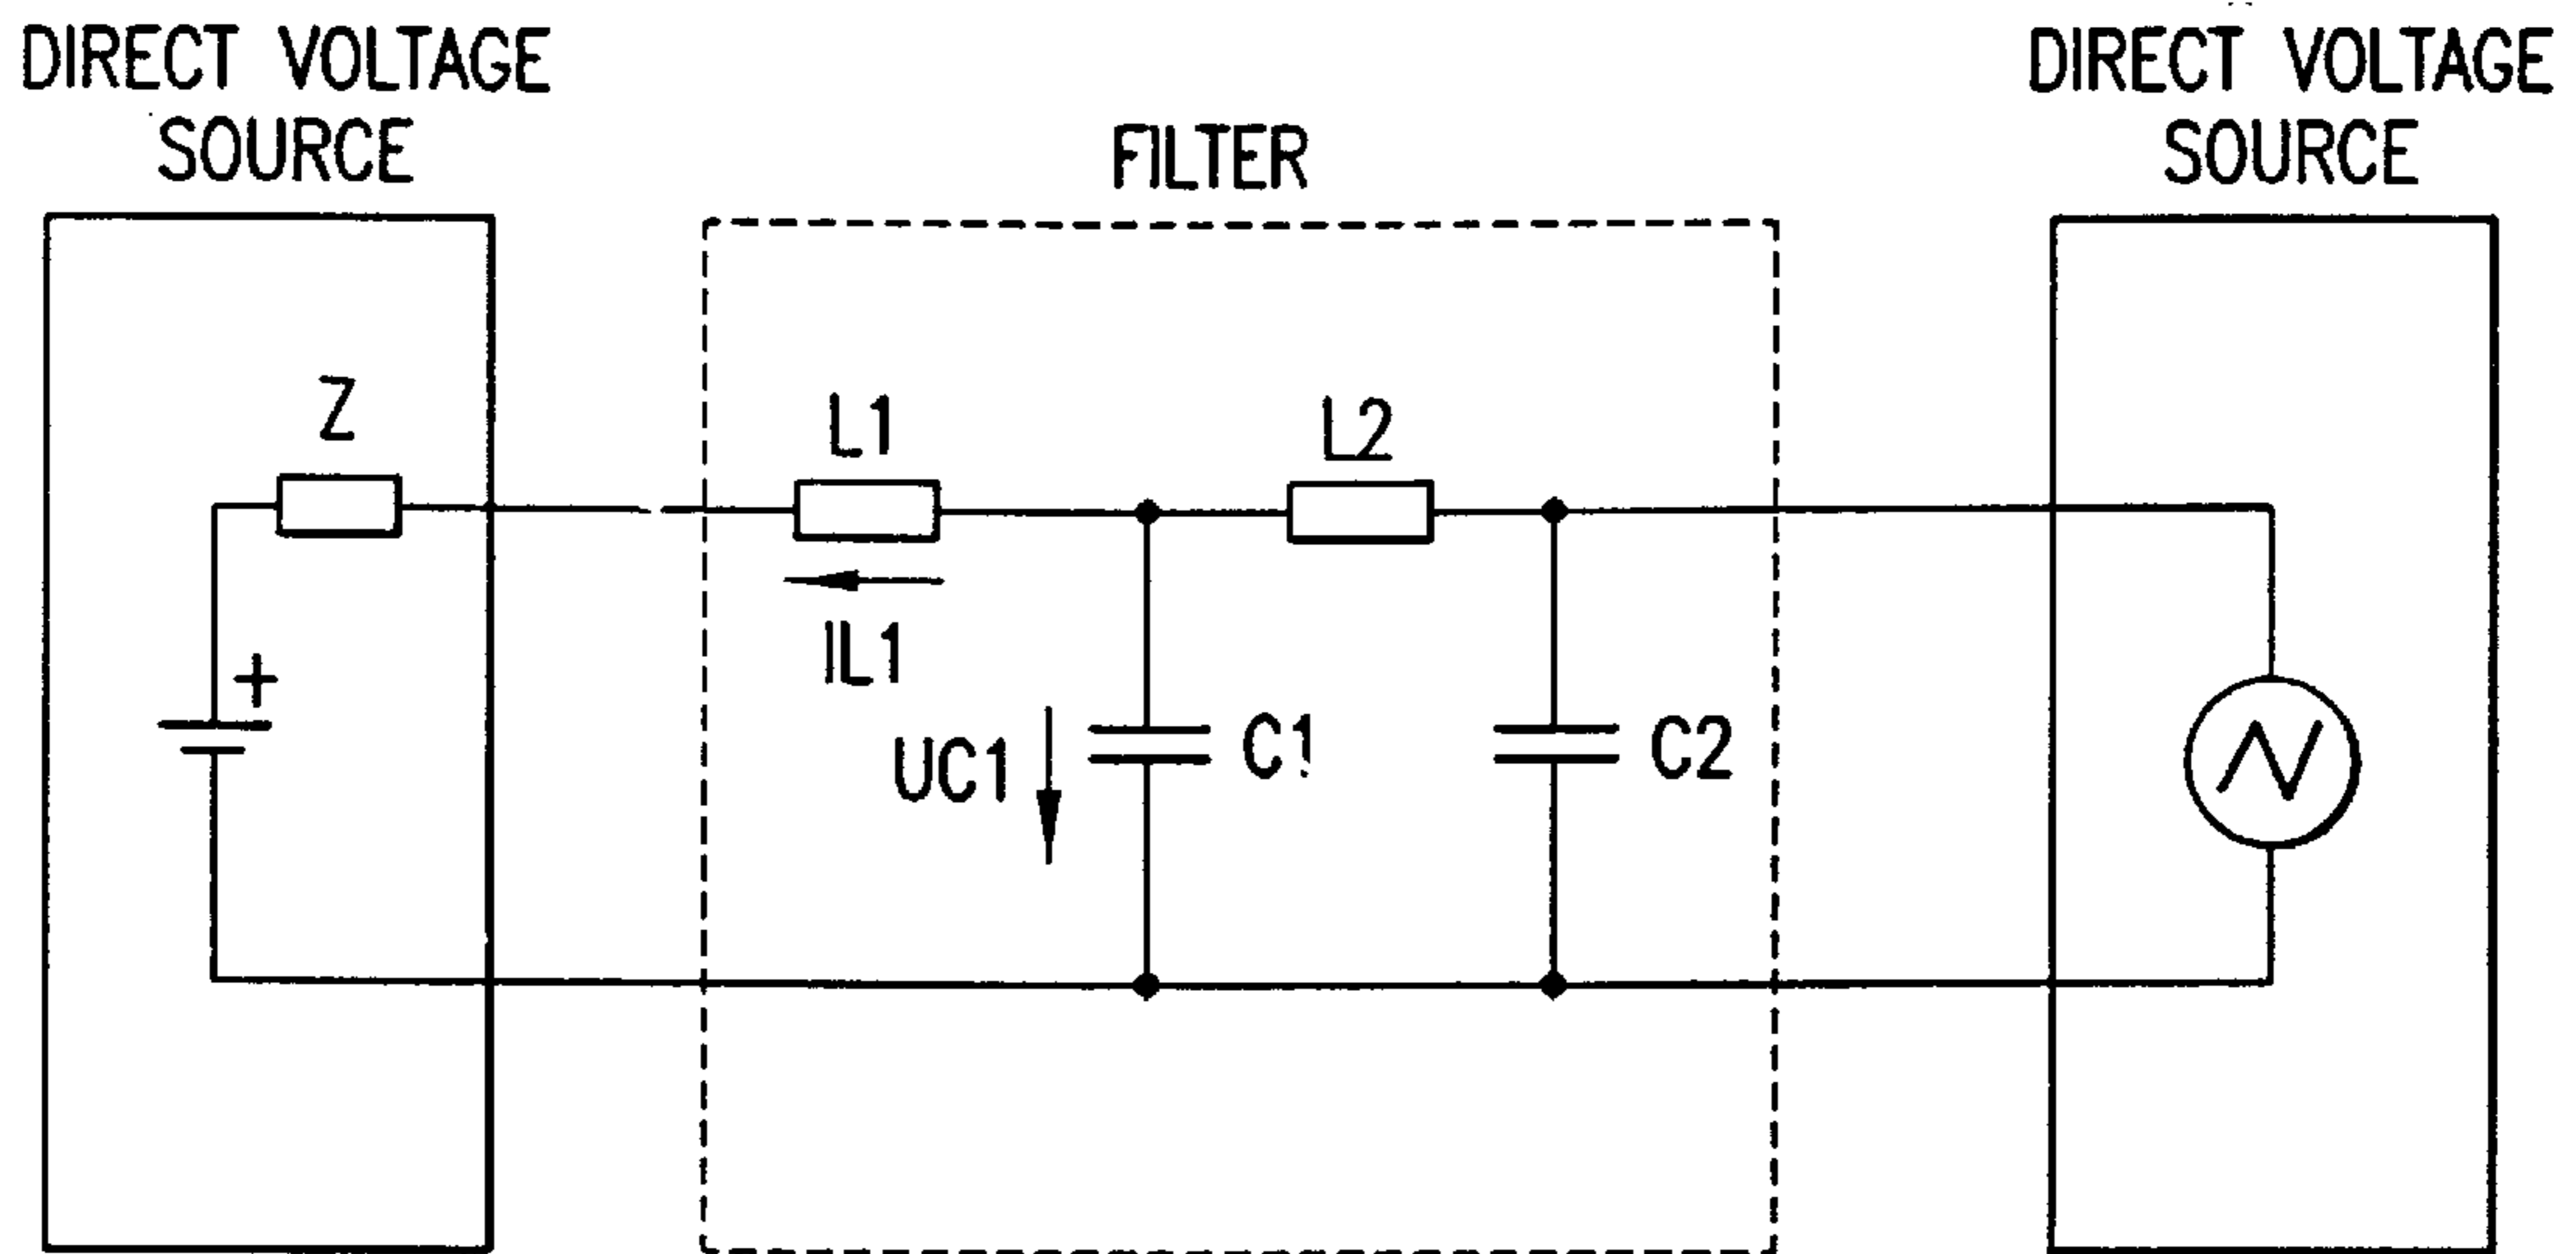 DIRECT VOLTAGE
SOURCE
FILTER
DIRECT VOLTAGE
SOURCE
Z
L1
L2
IL1
+
UC1
C1
C2